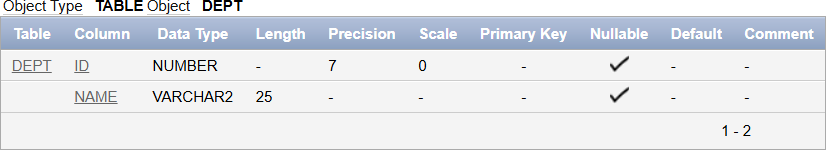 Object Type TABLE Object DEPT
Table Column Data Type Length Precision Scale Primary Key Nullable Default Comment
DEPT ID NUMBER - 7 0 - ✓ - -
NAME VARCHAR2 25 - - - ✓ - -
1 - 2